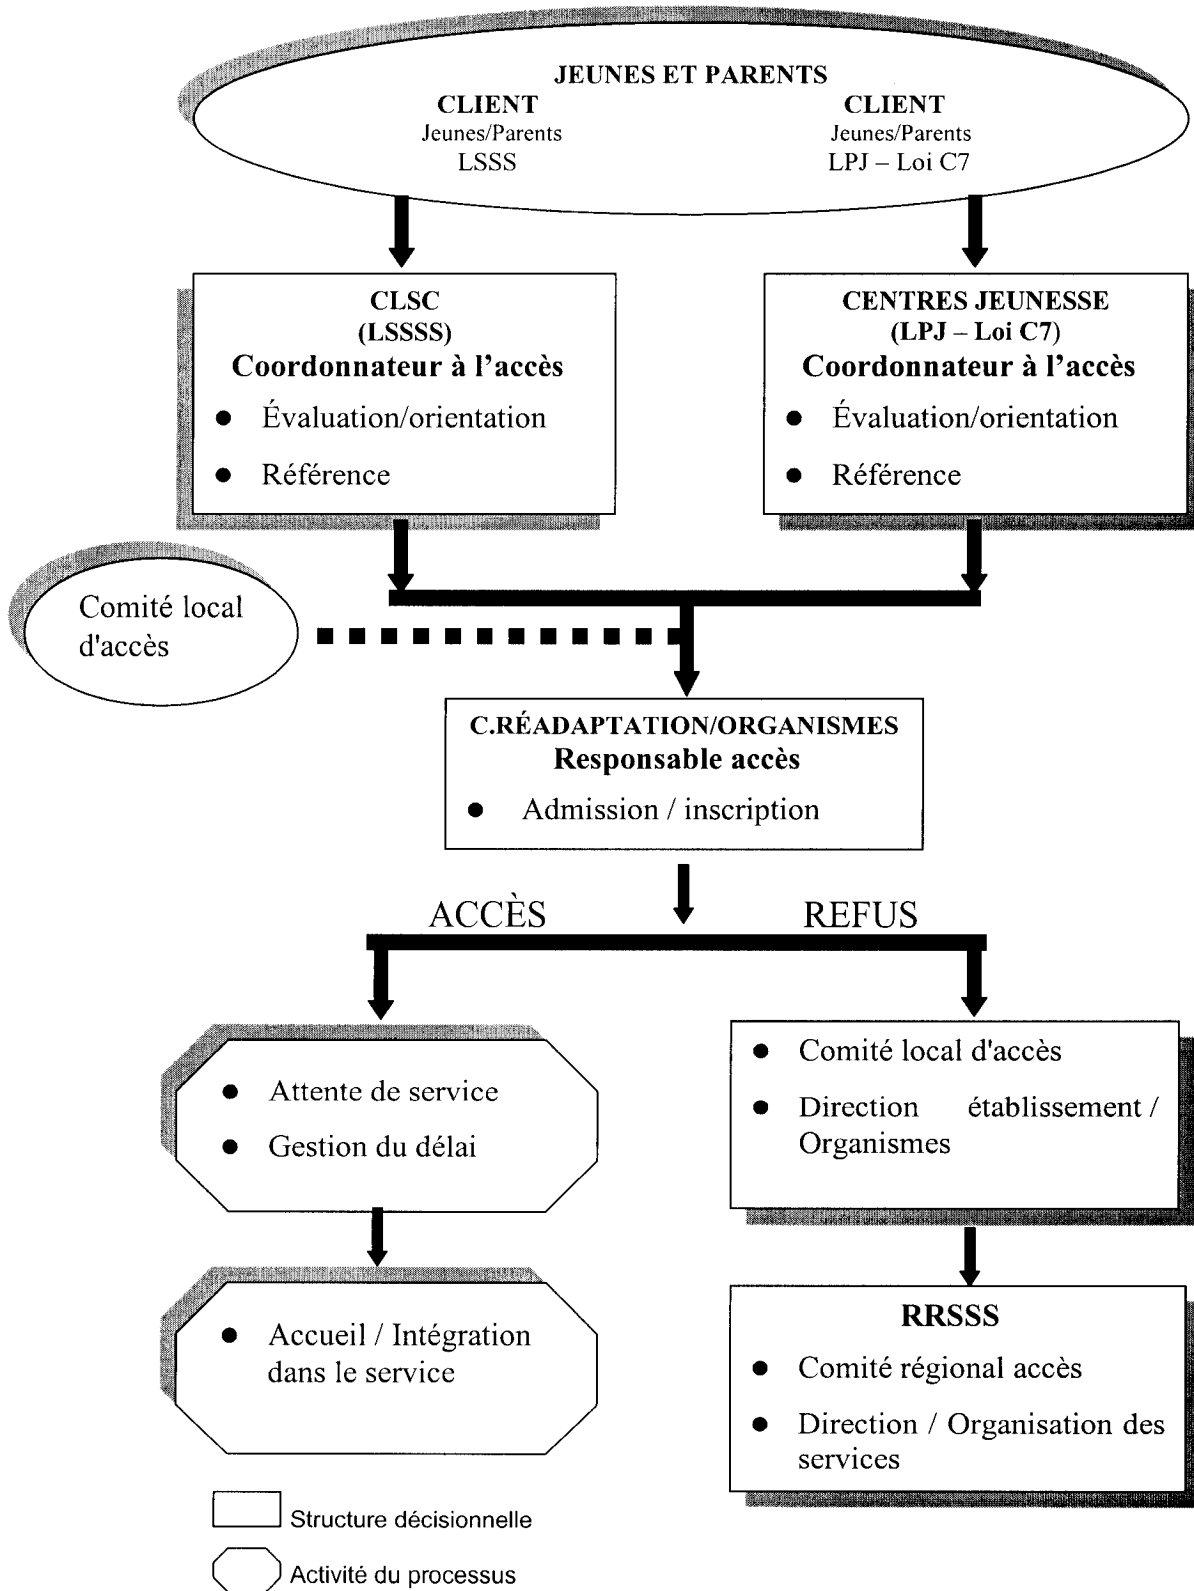 JEUNES ET PARENTS
CLIENT
Jeunes/Parents
LSSS
CLIENT
Jeunes/Parents
LPJ – Loi C7
CLSC
(LSSSS)
Coordonnateur à l'accès
● Évaluation/orientation
● Référence
CENTRES JEUNESSE
(LPJ – Loi C7)
Coordonnateur à l'accès
● Évaluation/orientation
● Référence
Comité local
d'accès
C.RÉADAPTATION/ORGANISMES
Responsable accès
● Admission / inscription
ACCÈS
REFUS
● Attente de service
● Gestion du délai
● Comité local d'accès
● Direction établissement /
Organismes
● Accueil / Intégration
dans le service
RRSSS
● Comité régional accès
● Direction / Organisation des
services
Structure décisionnelle
Activité du processus